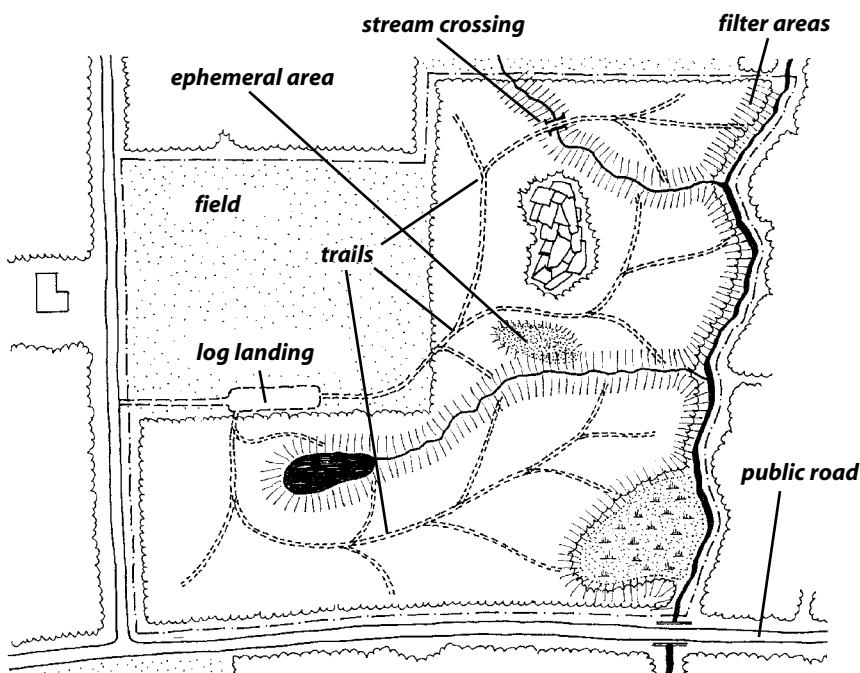 stream crossing
filter areas
ephemeral area
field
trails
log landing
public road